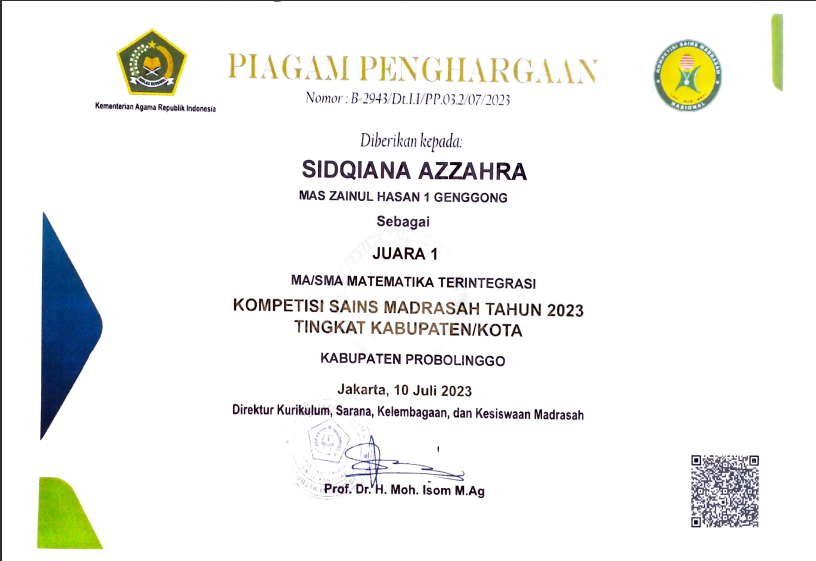 PIAGAM PENGHARGAAN
Kementerian Agama Republik Indonesia
Nomor : B-2943/Dt.I.I/PP.03.2/07/2023
KOMPETISI SAINS MADRASAH
NASIONAL
Diberikan kepada:
SIDQIANA AZZAHRA
MAS ZAINUL HASAN 1 GENGGONG
Sebagai
JUARA 1
MA/SMA MATEMATIKA TERINTEGRASI
KOMPETISI SAINS MADRASAH TAHUN 2023
TINGKAT KABUPATEN/KOTA
KABUPATEN PROBOLINGGO
Jakarta, 10 Juli 2023
Direktur Kurikulum, Sarana, Kelembagaan, dan Kesiswaan Madrasah
Prof. Dr. H. Moh. Isom M.Ag